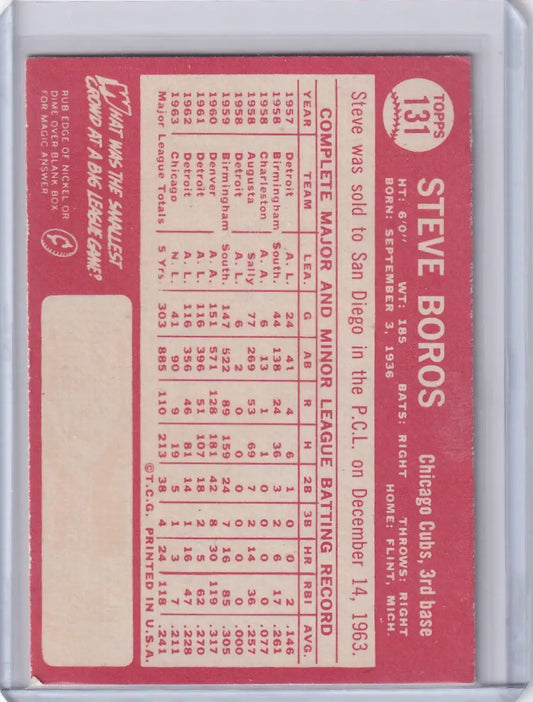 TOPPS
131
STEVE BOROS
Chicago Cubs, 3rd base
HT: 6'0" WT: 185 BATS: RIGHT THROWS: RIGHT
BORN: SEPTEMBER 3, 1936 HOME: FLINT, MICH.
Steve was sold to San Diego in the P.C.L. on December 14, 1963.
COMPLETE MAJOR AND MINOR LEAGUE BATTING RECORD
YEAR TEAM LEA. G AB R H 2B 3B HR RBI AVG.
1957 Detroit A. L. 24 41 4 6 1 0 0 2 .146
1958 Birmingham South. 44 138 24 36 3 2 6 17 .261
1958 Charleston A. A. 6 13 1 1 0 0 0 0 .077
1958 Augusta Sally 77 269 53 69 7 2 14 36 .257
1958 Detroit A. L. 6 2 0 0 0 0 0 0 .000
1959 Birmingham South. 147 522 89 159 24 7 16 85 .305
1960 Denver A. A. 151 571 128 181 42 8 30 119 .317
1961 Detroit A. L. 116 396 51 107 18 2 5 62 .270
1962 Detroit A. L. 116 356 46 81 14 1 16 47 .228
1963 Chicago N. L. 41 90 9 19 5 1 3 7 .211
Major League Totals 5 Yrs. 303 885 110 213 38 4 24 118 .241
©T.C.G. PRINTED IN U.S.A.
WHAT WAS THE SMALLEST
CROWD AT A BIG LEAGUE GAME?
RUB EDGE OF NICKEL OR
DIME OVER BLANK BOX
FOR MAGIC ANSWER